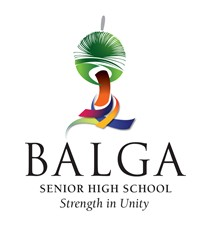 BALGA
SENIOR HIGH SCHOOL
Strength in Unity